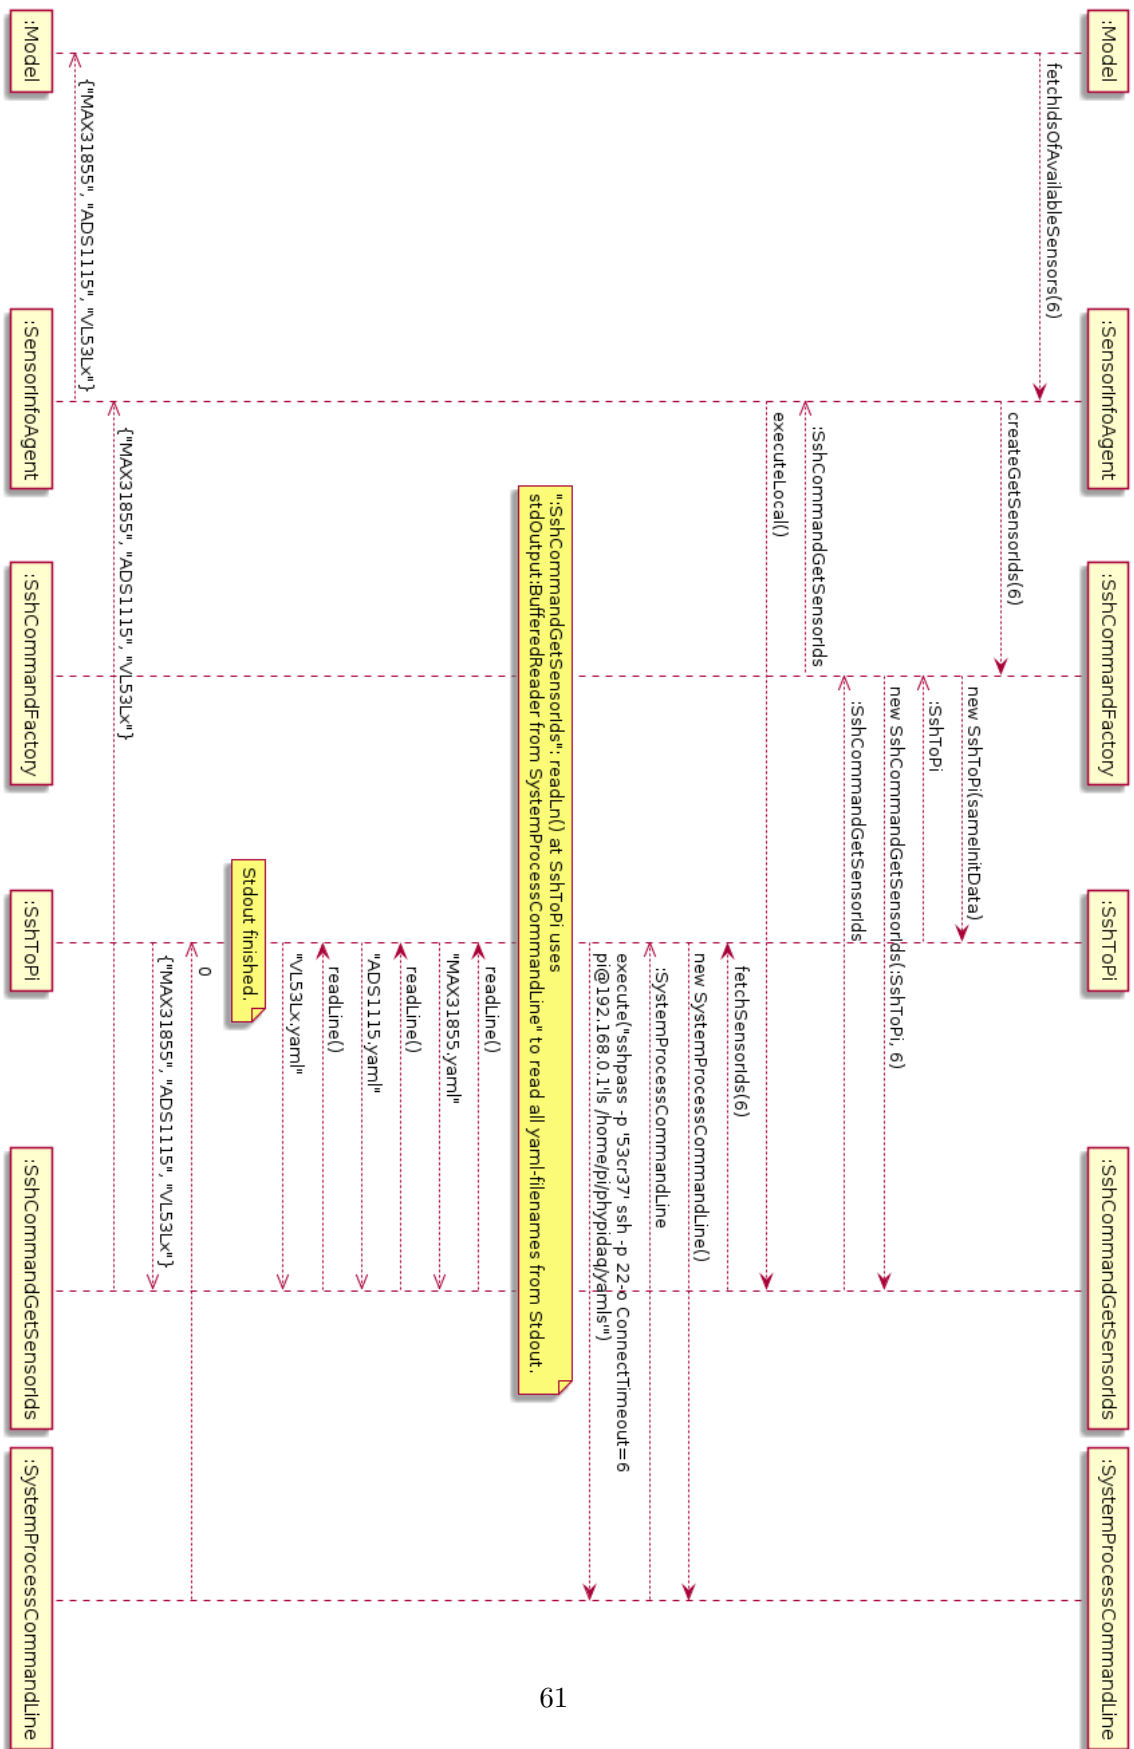 :Model
:SensorInfoAgent
:SshCommandFactory
:SshToPi
:SshCommandGetSensorIds
:SystemProcessCommandLine
fetchIdsOfAvailableSensors(6)
createGetSensorIds(6)
new SshToPi(sameInitData)
:SshToPi
new SshCommandGetSensorIds(:SshToPi, 6)
:SshCommandGetSensorIds
:SshCommandGetSensorIds
executeLocal()
fetchSensorIds(6)
new SystemProcessCommandLine()
:SystemProcessCommandLine
execute("sshpass -p '53cr37' ssh -p 22-o ConnectTimeout=6
pi@192.168.0.1'ls /home/pi/phypidaq/yamls'")
":SshCommandGetSensorIds": readLn() at SshToPi uses
stdOutput:BufferedReader from SystemProcessCommandLine" to read all yaml-filenames from Stdout.
readLine()
"MAX31855.yaml"
readLine()
"ADS1115.yaml"
readLine()
"VL53Lx.yaml"
Stdout finished.
0
{"MAX31855", "ADS1115", "VL53Lx"}
{"MAX31855", "ADS1115", "VL53Lx"}
{"MAX31855", "ADS1115", "VL53Lx"}
:Model
:SensorInfoAgent
:SshCommandFactory
:SshToPi
:SshCommandGetSensorIds
:SystemProcessCommandLine
61